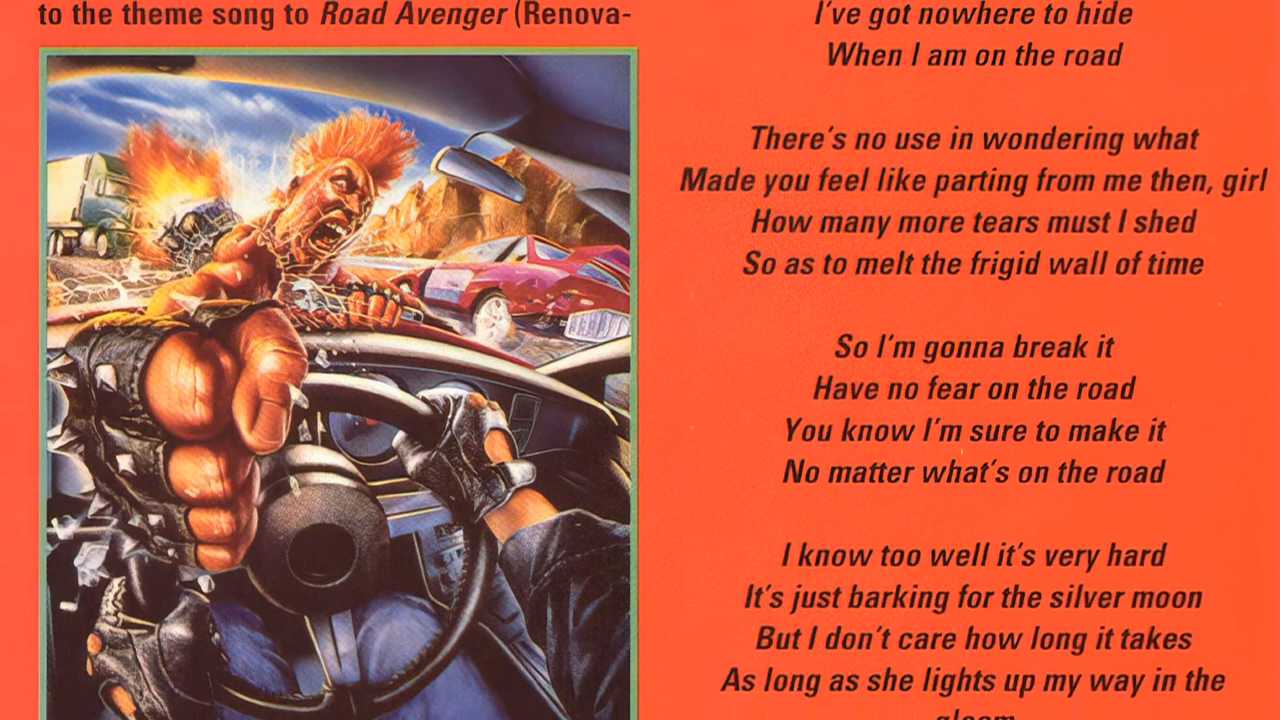 to the theme song to Road Avenger (Renova-
I've got nowhere to hide
When I am on the road
There's no use in wondering what
Made you feel like parting from me then, girl
How many more tears must I shed
So as to melt the frigid wall of time
So I'm gonna break it
Have no fear on the road
You know I'm sure to make it
No matter what's on the road
I know too well it's very hard
It's just barking for the silver moon
But I don't care how long it takes
As long as she lights up my way in the
gloom